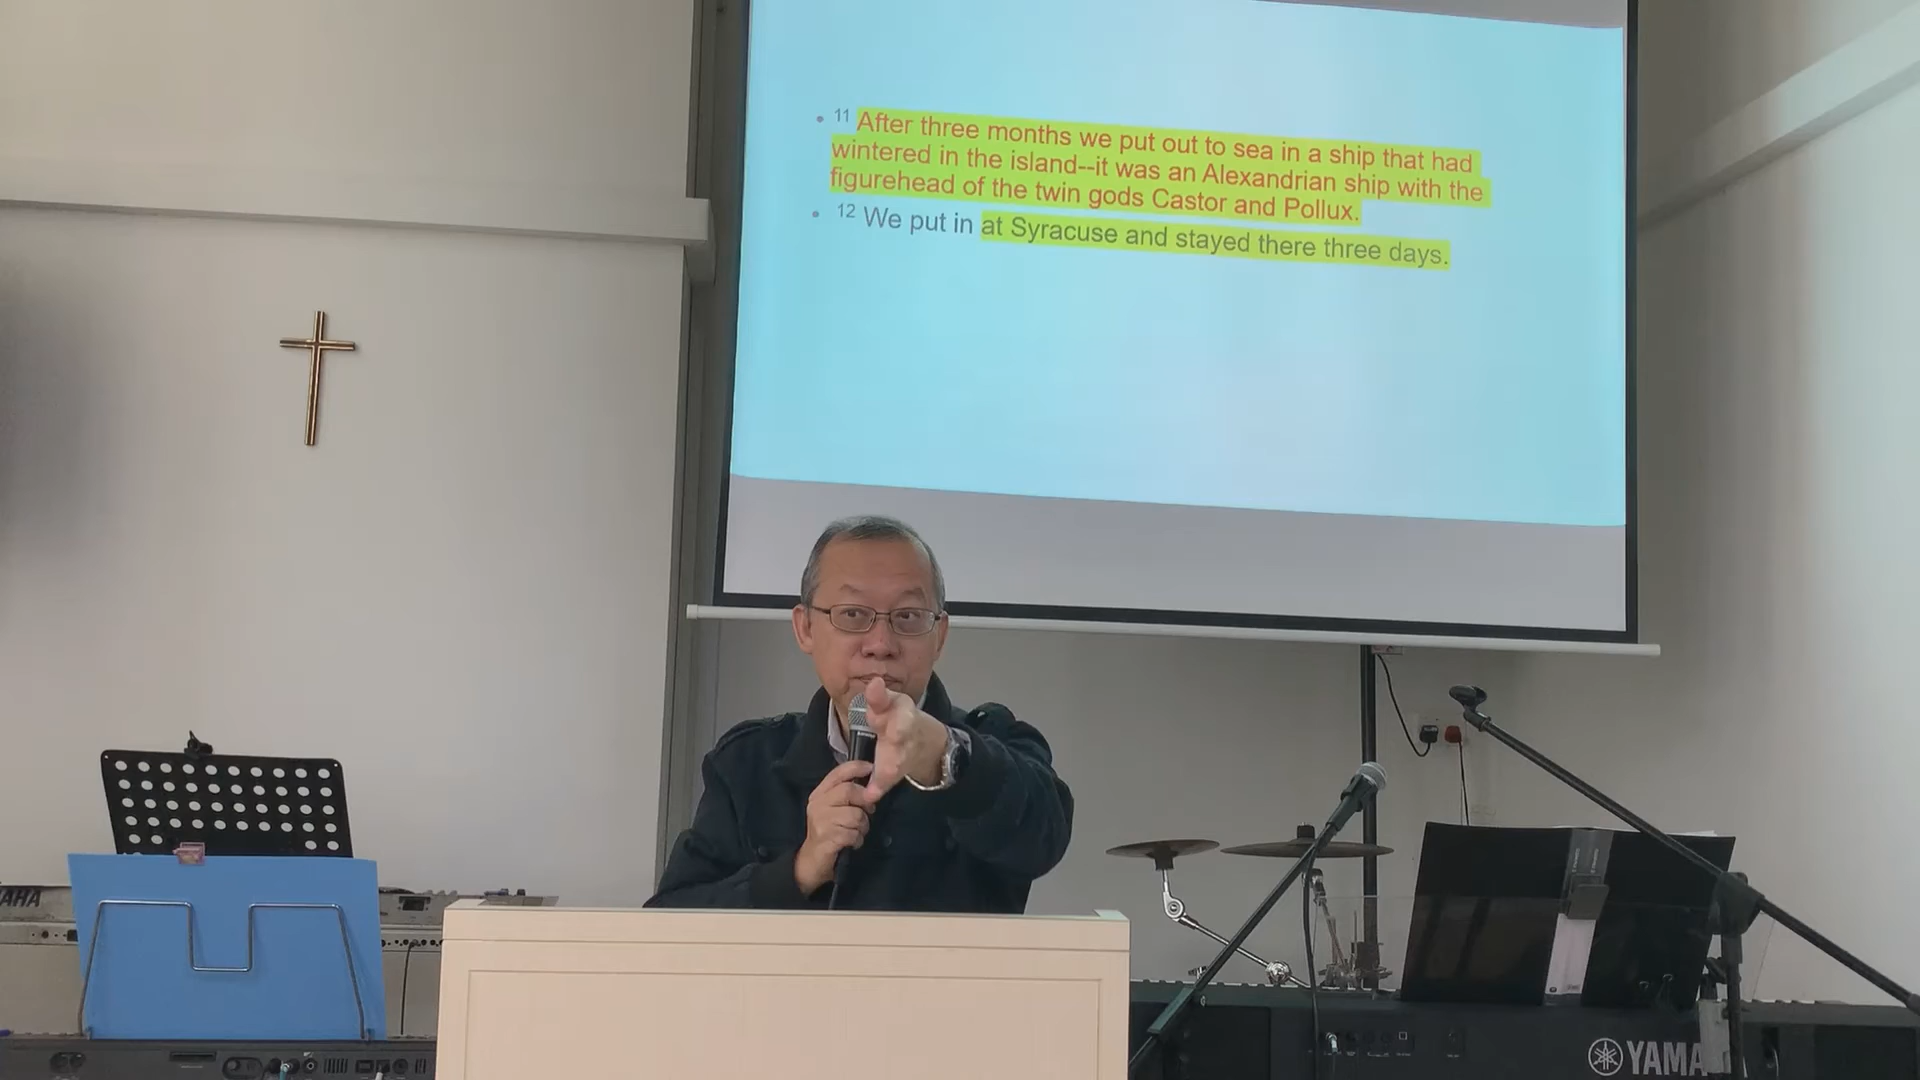 • 11 After three months we put out to sea in a ship that had
wintered in the island--it was an Alexandrian ship with the
figurehead of the twin gods Castor and Pollux.
• 12 We put in at Syracuse and stayed there three days.
AHA
YAMA